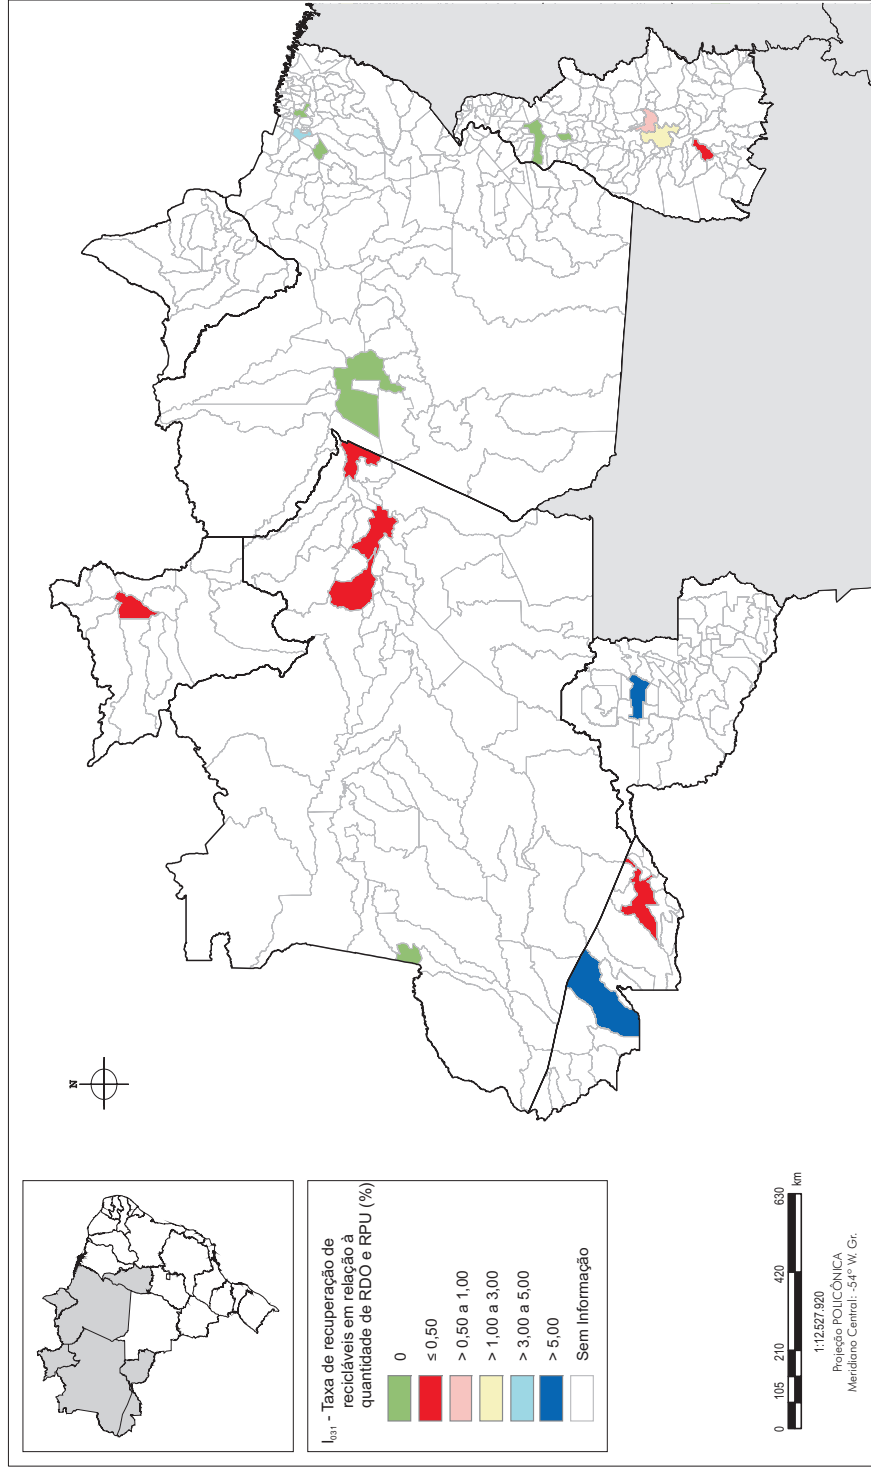 N
I031 - Taxa de recuperação de
recicláveis em relação à
quantidade de RDO e RPU (%)
0
≤ 0,50
> 0,50 a 1,00
> 1,00 a 3,00
> 3,00 a 5,00
> 5,00
Sem Informação
0 105 210 420 630
km
1:12.527.920
Projeção POLICÔNICA
Meridiano Central: -54° W. Gr.